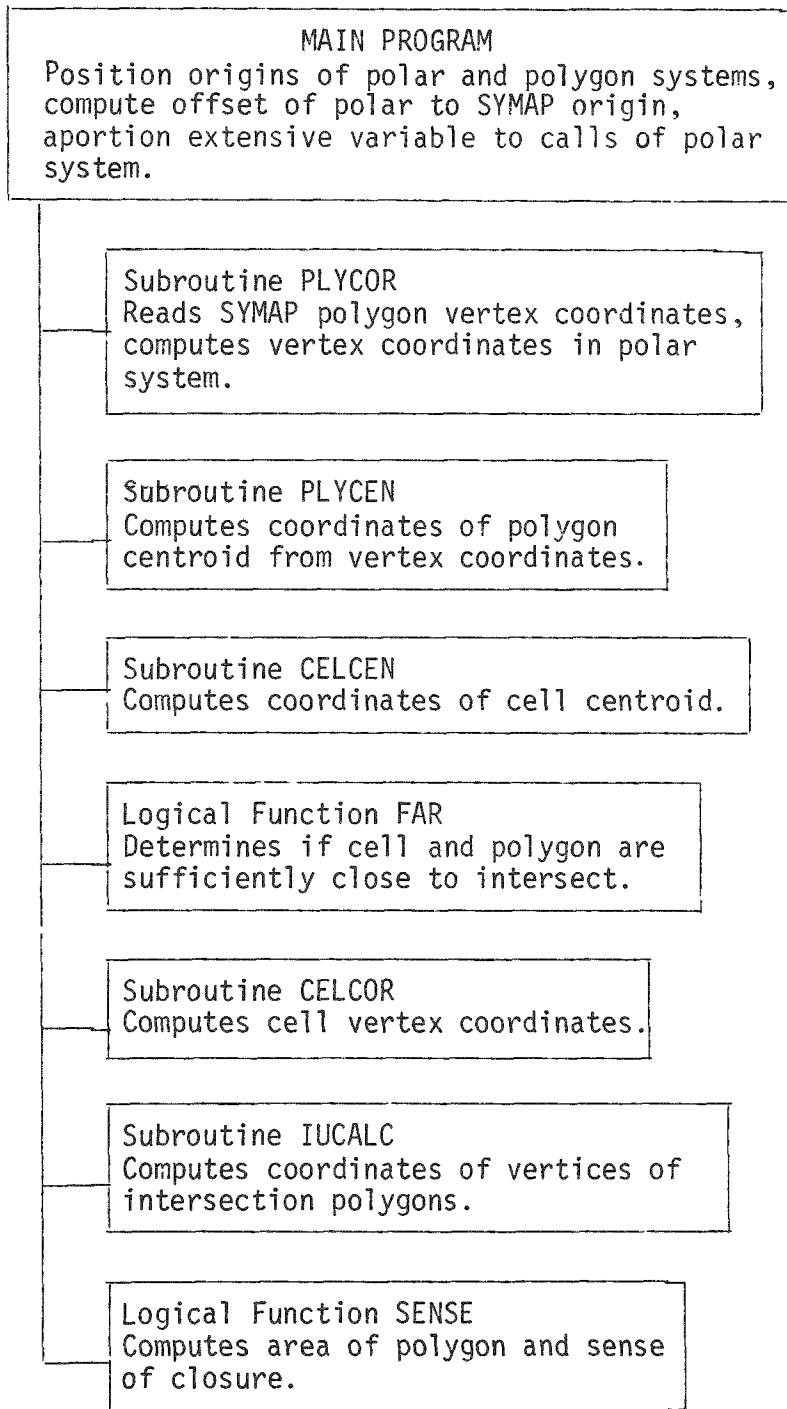 MAIN PROGRAM
Position origins of polar and polygon systems,
compute offset of polar to SYMAP origin,
aportion extensive variable to calls of polar
system.
Subroutine PLYCOR
Reads SYMAP polygon vertex coordinates,
computes vertex coordinates in polar
system.
Subroutine PLYCEN
Computes coordinates of polygon
centroid from vertex coordinates.
Subroutine CELCEN
Computes coordinates of cell centroid.
Logical Function FAR
Determines if cell and polygon are
sufficiently close to intersect.
Subroutine CELCOR
Computes cell vertex coordinates.
Subroutine IUCALC
Computes coordinates of vertices of
intersection polygons.
Logical Function SENSE
Computes area of polygon and sense
of closure.